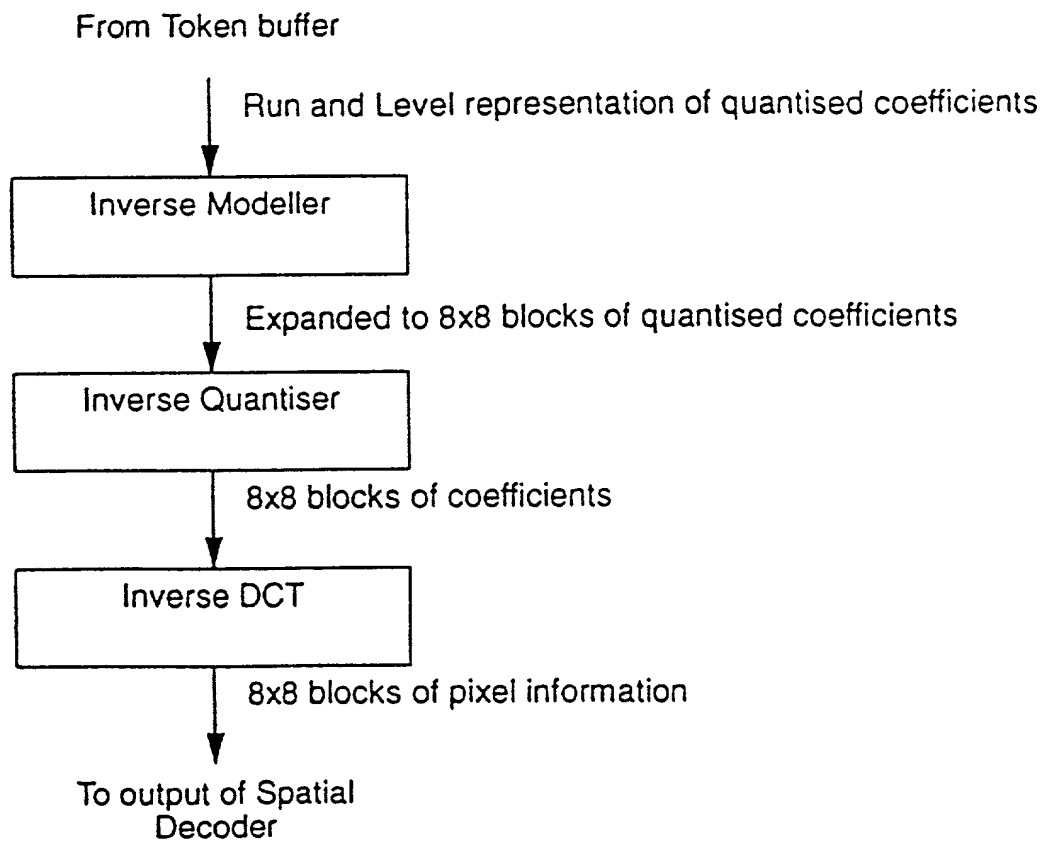 From Token buffer
Run and Level representation of quantised coefficients
Inverse Modeller
Expanded to 8x8 blocks of quantised coefficients
Inverse Quantiser
8x8 blocks of coefficients
Inverse DCT
8x8 blocks of pixel information
To output of Spatial
Decoder